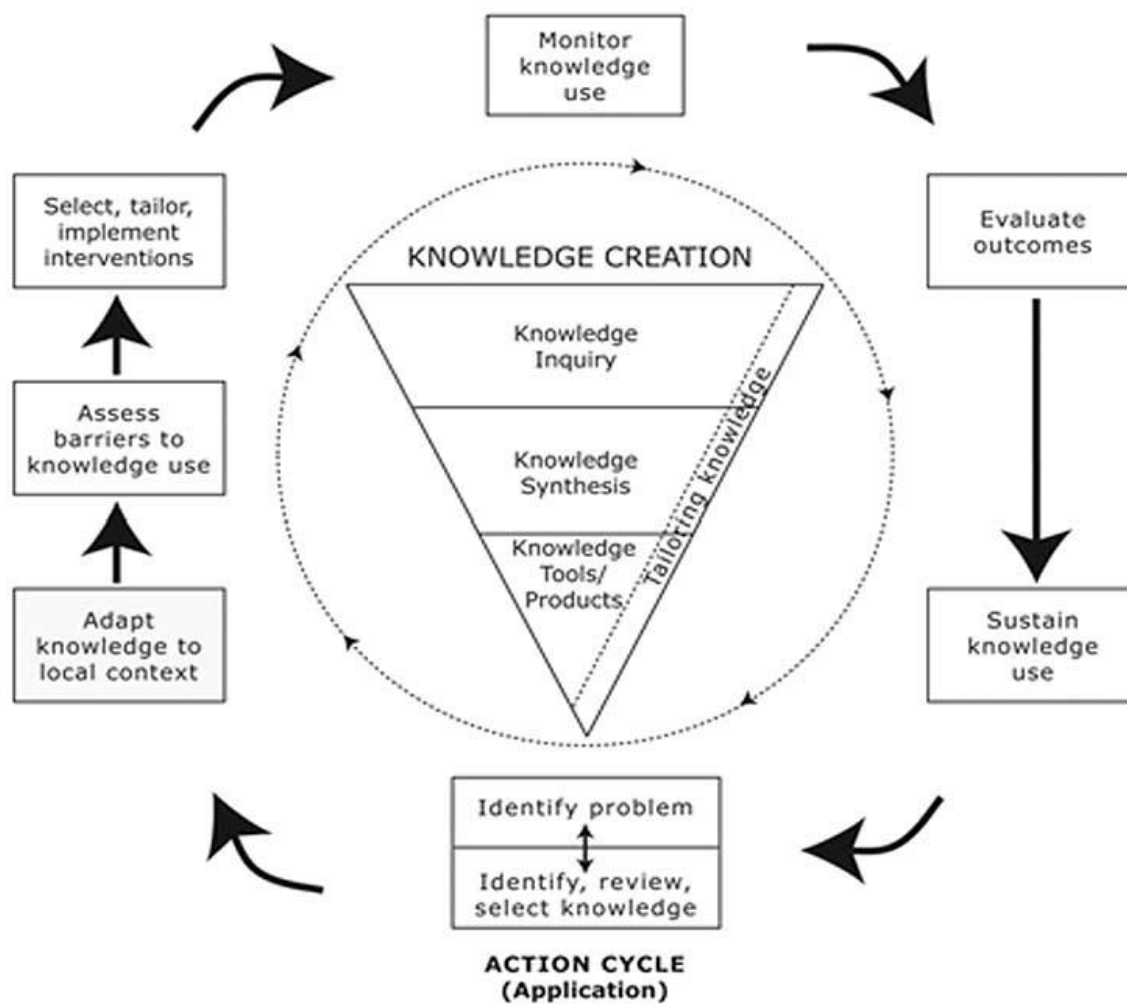 Monitor
knowledge
use
Select, tailor,
implement
interventions
Evaluate
outcomes
KNOWLEDGE CREATION
Knowledge
Inquiry
Tailoring knowledge
Assess
barriers to
knowledge use
Knowledge
Synthesis
Knowledge
Tools/
Products
Adapt
knowledge to
local context
Sustain
knowledge
use
Identify problem
Identify, review,
select knowledge
ACTION CYCLE
(Application)